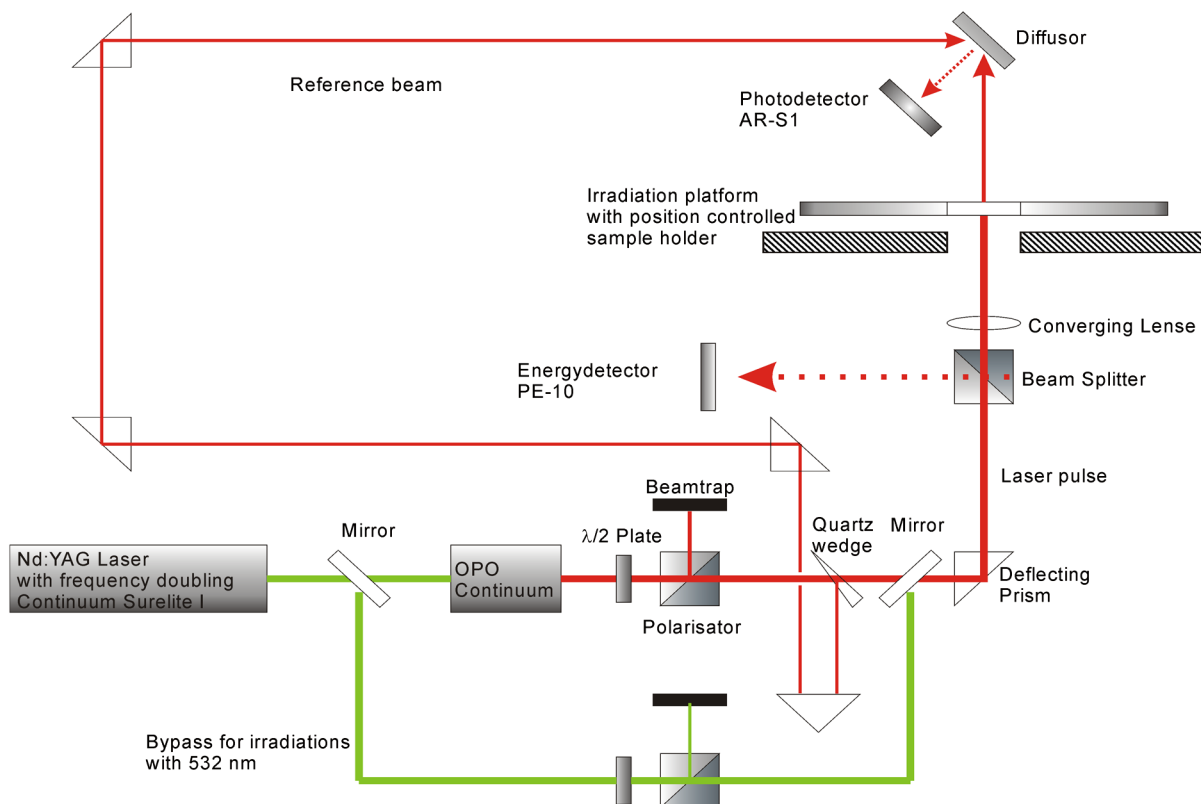 Diffusor
Reference beam
Photodetector
AR-S1
Irradiation platform
with position controlled
sample holder
Converging Lense
Energydetector
PE-10
Beam Splitter
Laser pulse
Beamtrap
Mirror
λ/2 Plate
Quartz
wedge
Mirror
Nd:YAG Laser
with frequency doubling
Continuum Surelite I
OPO
Continuum
Deflecting
Prism
Polarisator
Bypass for irradiations
with 532 nm